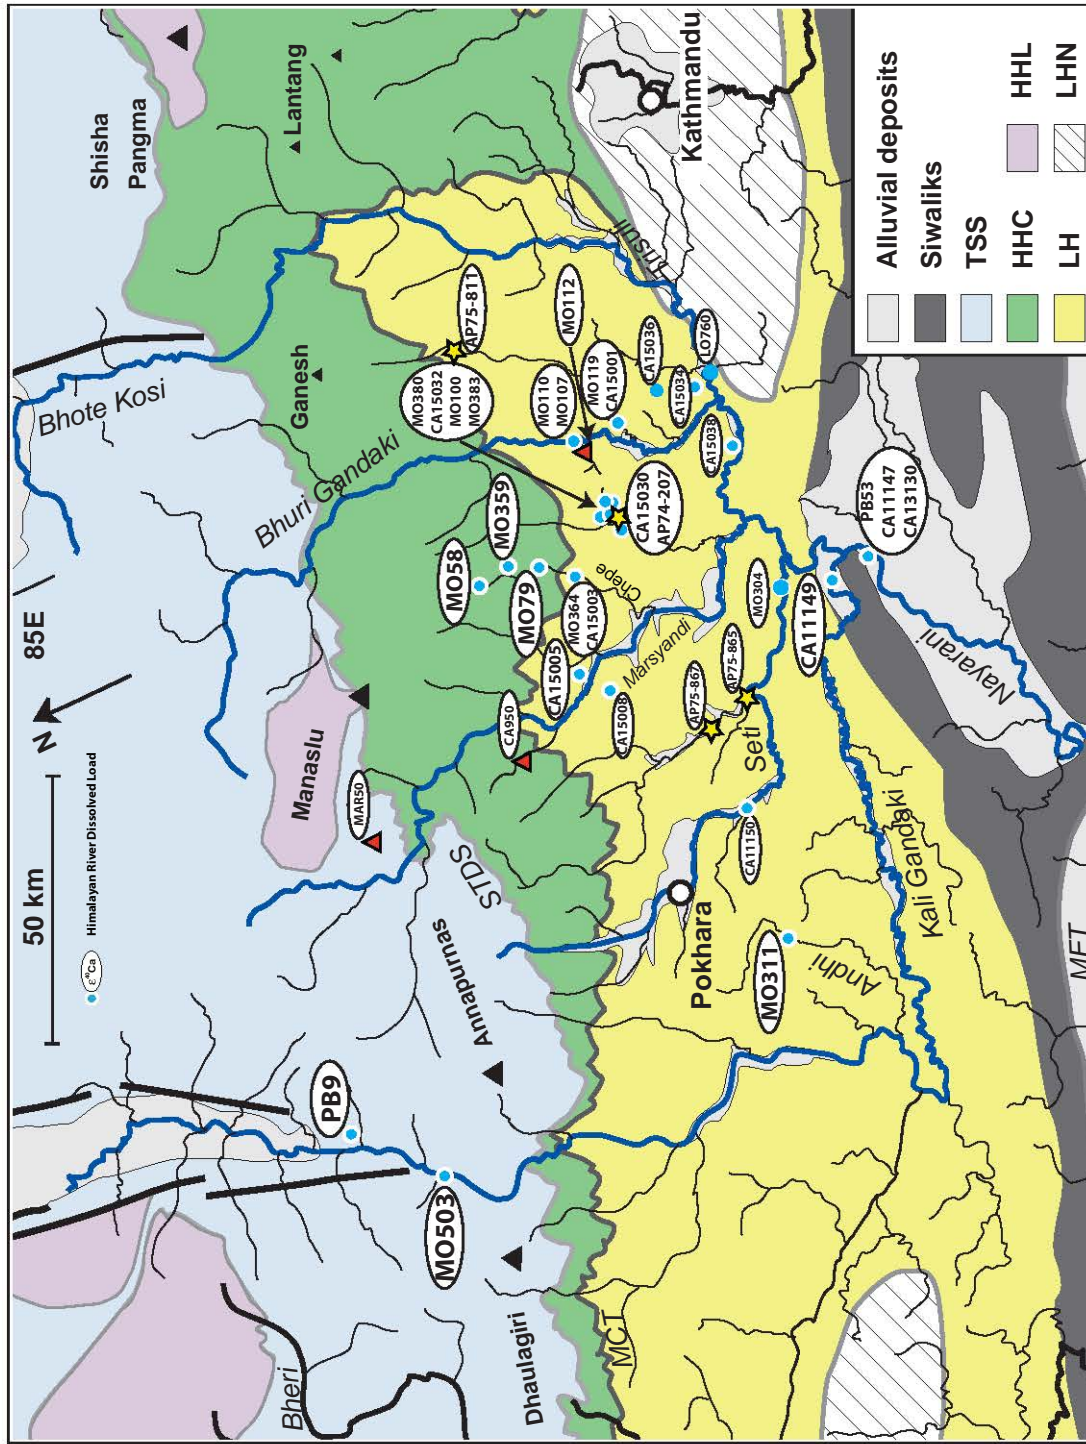 50 km
N
85E
ε⁴⁰Ca
Himalayan River Dissolved Load
Shisha
Pangma
Lantang
Bhote Kosi
Ganesh
Bhuri Gandaki
Manaslu
MAR50
STDS
Annapurnas
PB9
MO503
Bheri
Dhaulagiri
MCT
AP75-811
MO380
CA15032
MO100
MO383
MO112
MO110
MO107
MO119
CA15001
CA15036
CA15034
LO760
CA15038
Trisuli
Kathmandu
MO359
MO58
MO79
MO364
CA15003
Chepe
CA15030
AP74-207
CA15005
CA950
CA15008
Marsyandi
AP75-867
AP75-865
MO304
CA11149
Seti
CA11150
Pokhara
MO311
Andhi
Kali Gandaki
PB53
CA11147
CA13130
Nayarani
MFT
Alluvial deposits
Siwaliks
TSS
HHC
HHL
LH
LHN